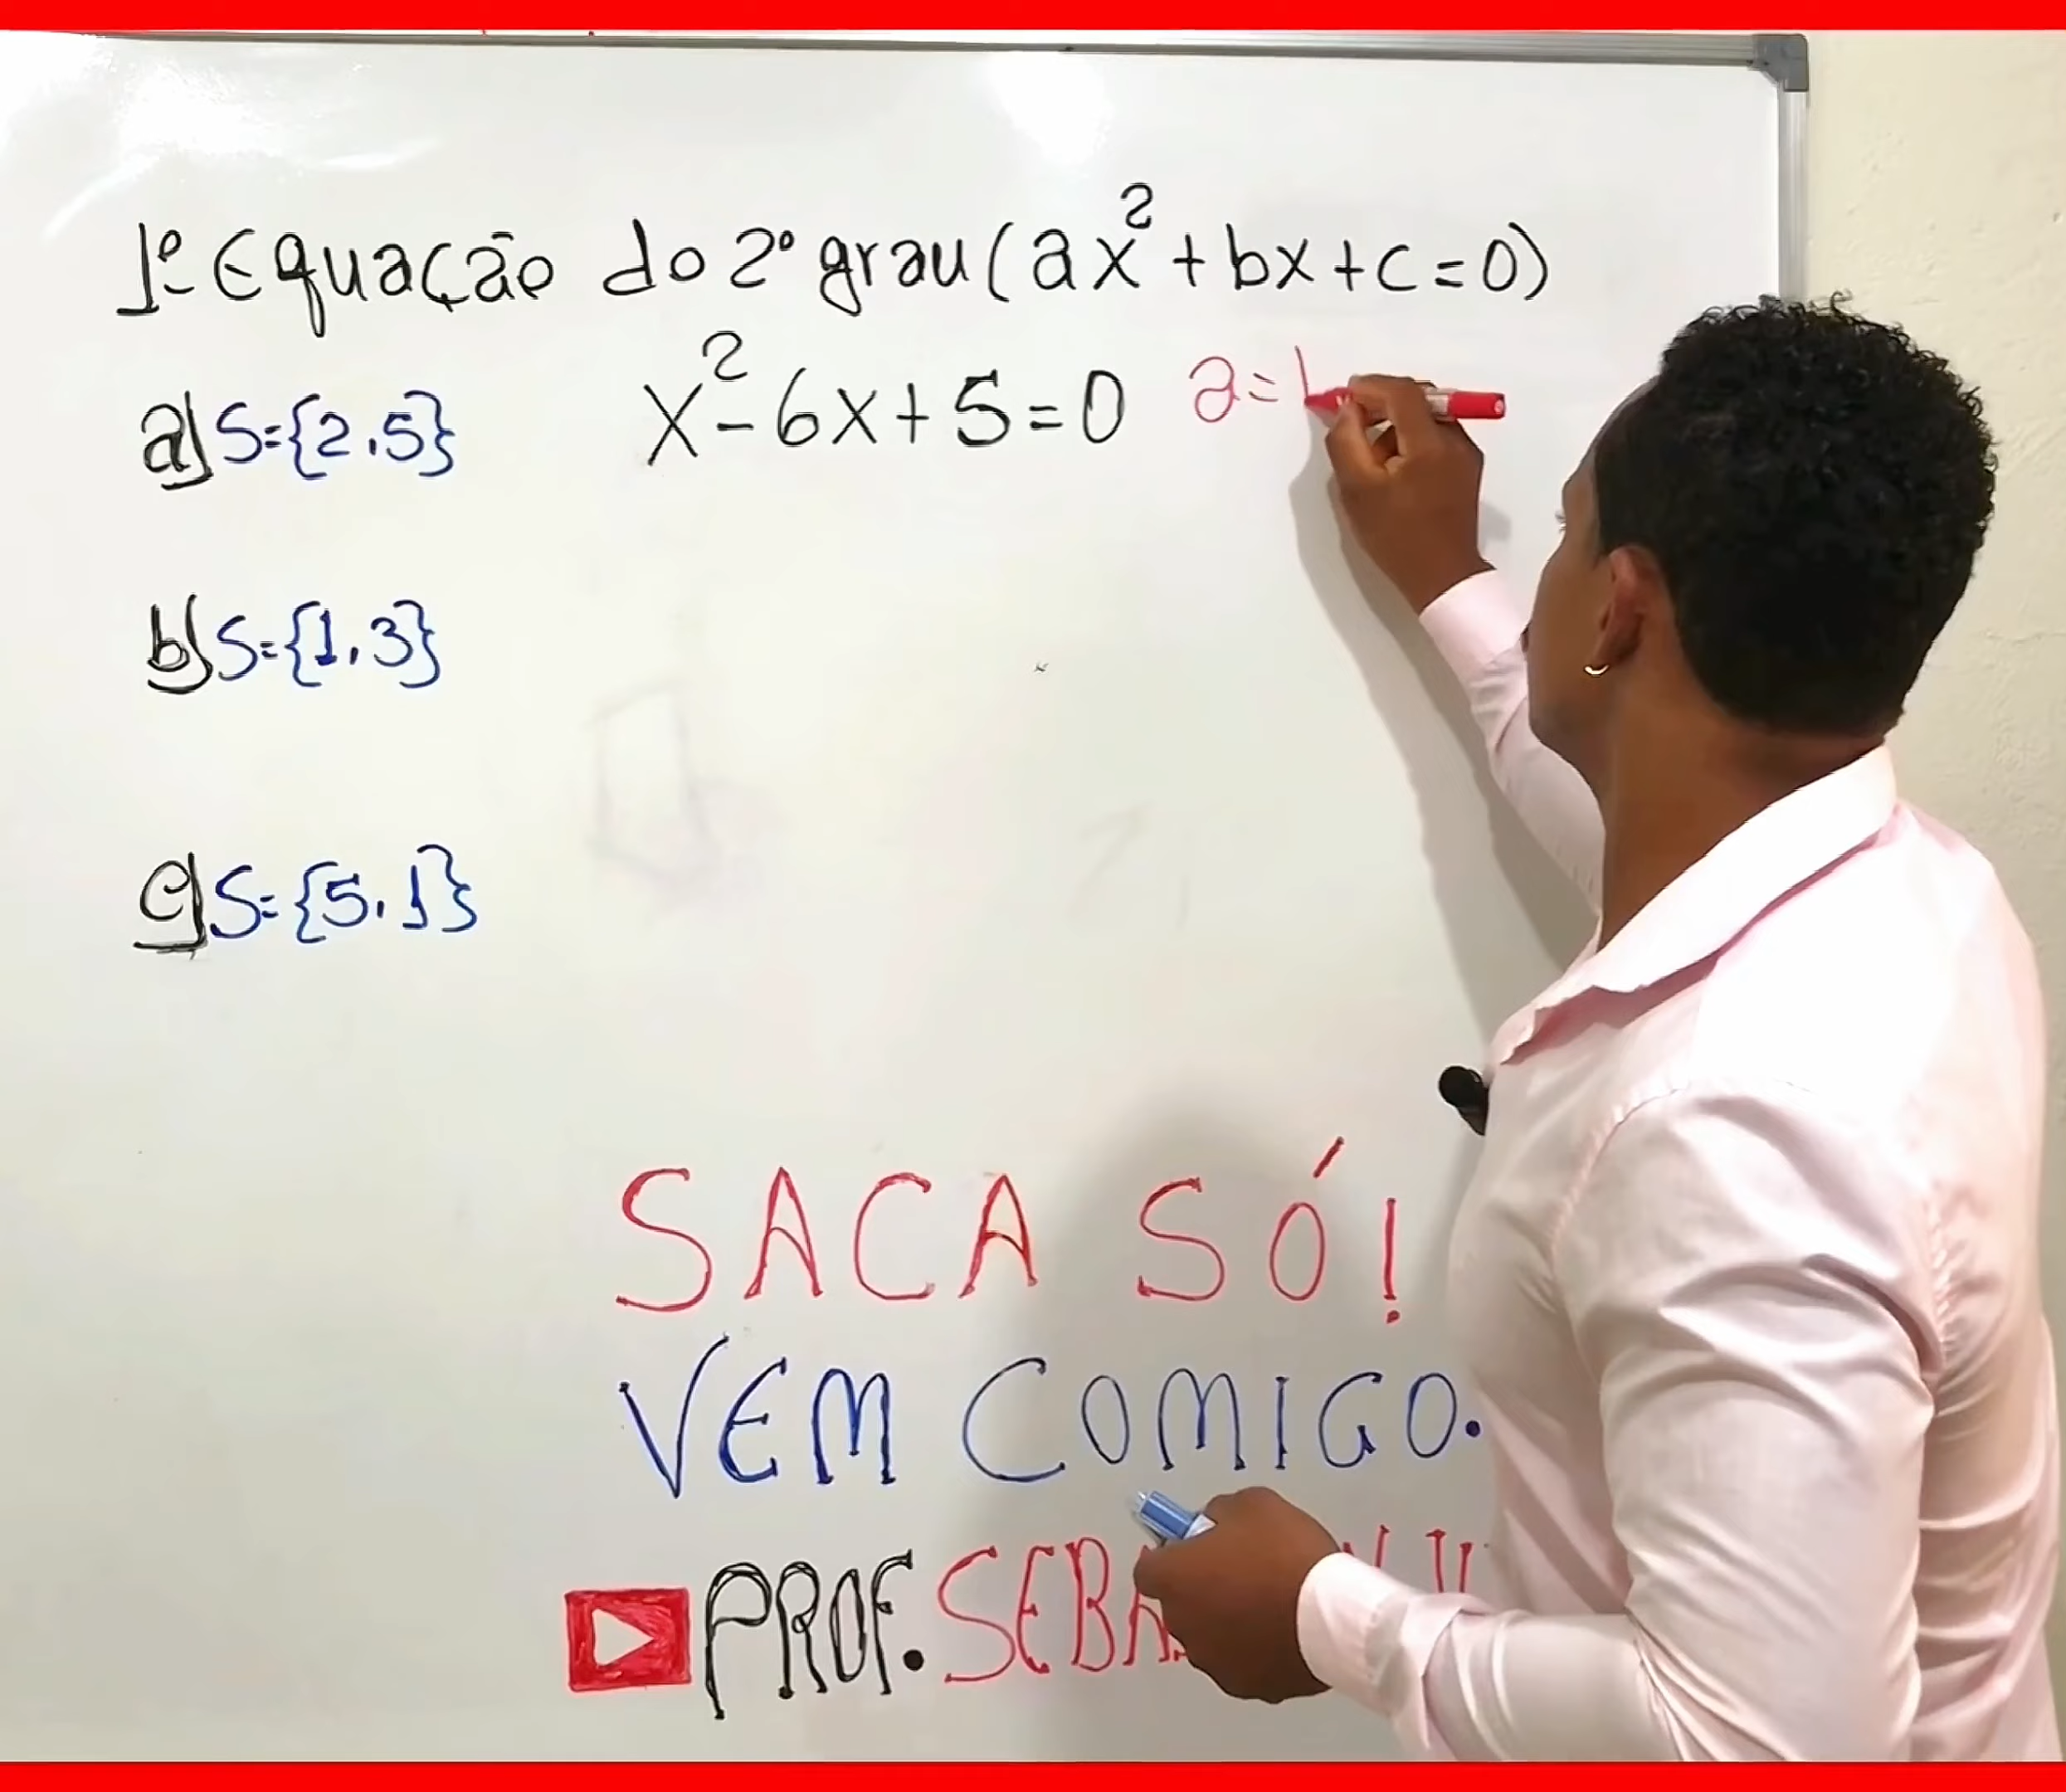 1º Equação do 2º grau (ax²+bx+c=0)
x²-6x+5=0 a=1
a) S={2,5}
b) S={1,3}
c) S={5,1}
SACA SÓ!
VEM COMIGO.
PROF.